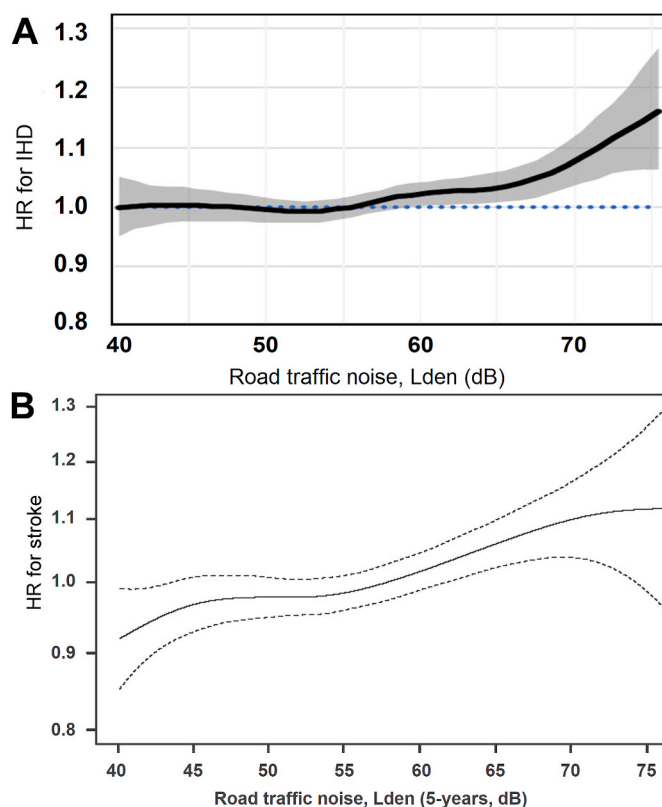 A
1.3
1.2
1.1
1.0
0.9
0.8
HR for IHD
40 50 60 70
Road traffic noise, Lden (dB)
B
1.3
1.2
1.1
1.0
0.9
0.8
HR for stroke
40 45 50 55 60 65 70 75
Road traffic noise, Lden (5-years, dB)